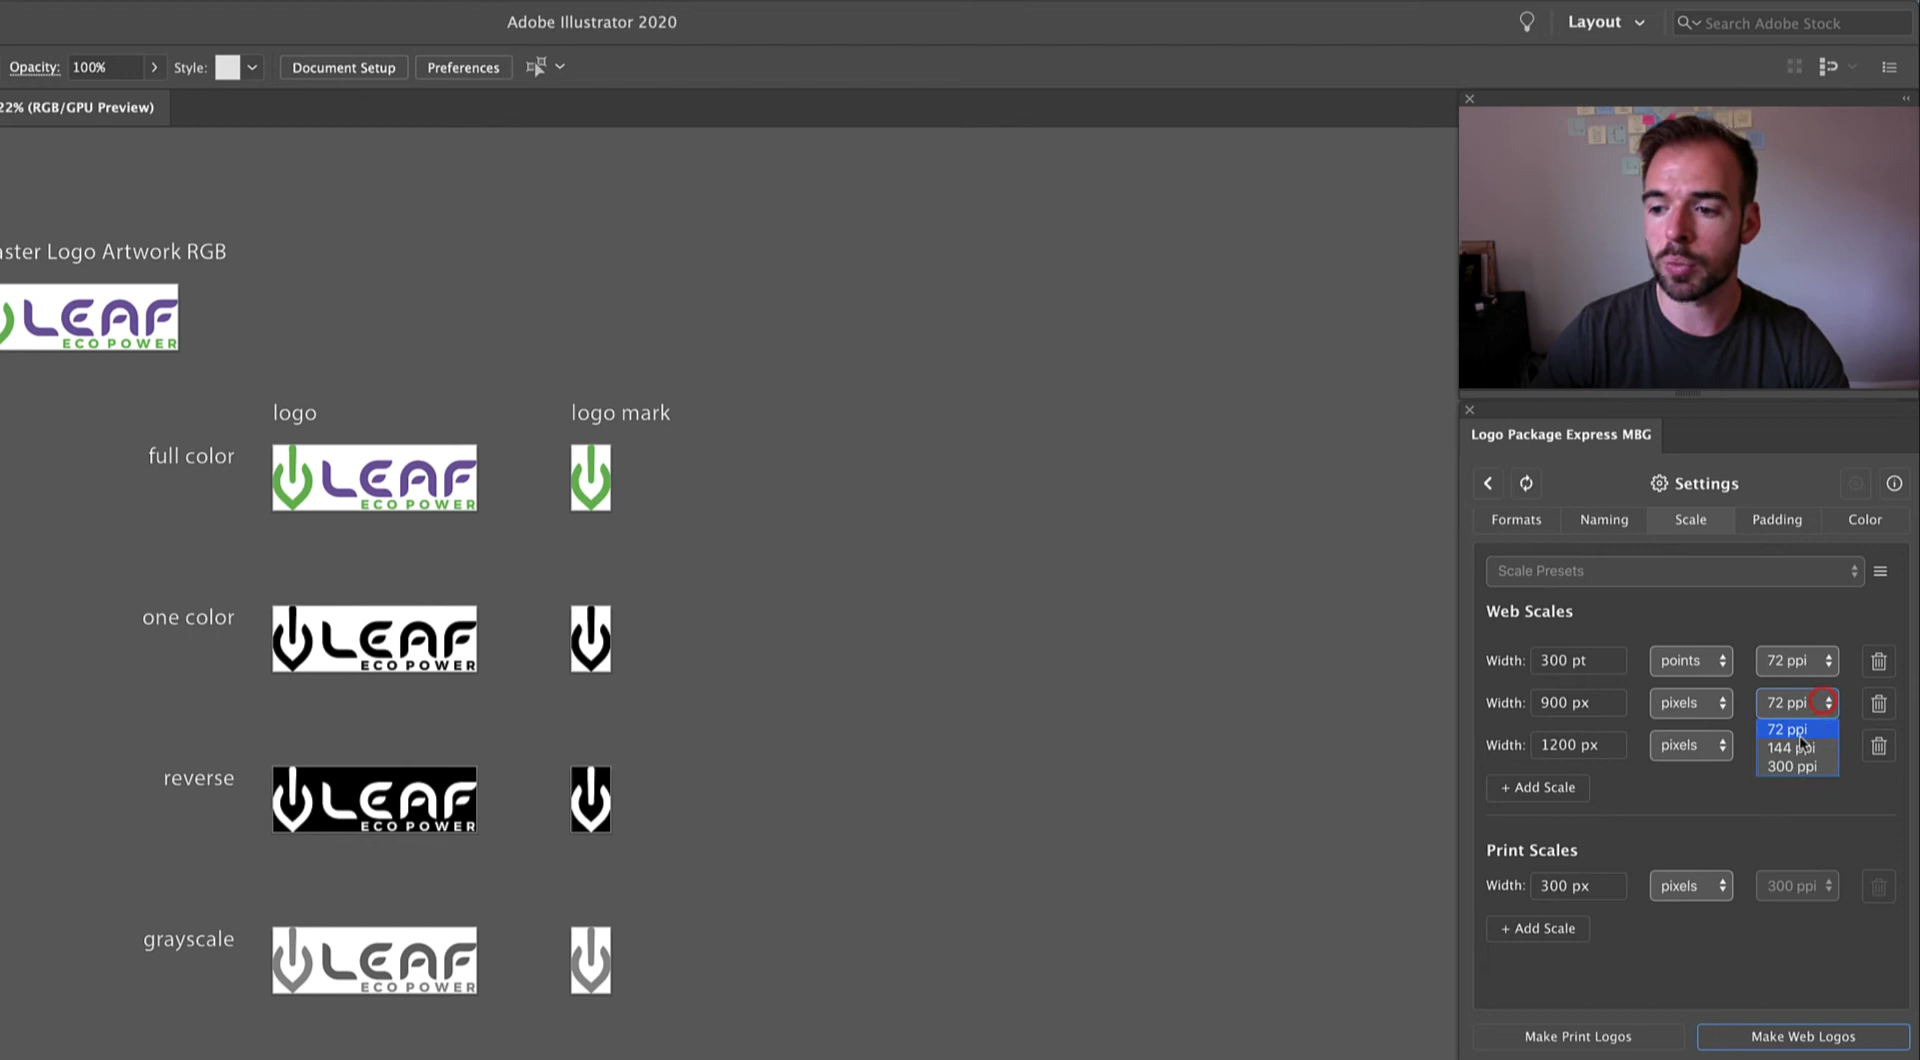 Adobe Illustrator 2020
Layout
Search Adobe Stock
Opacity: 100% Style: Document Setup Preferences
22% (RGB/GPU Preview)
aster Logo Artwork RGB
LEAF
ECO POWER
logo logo mark
full color
LEAF
ECO POWER
one color
LEAF
ECO POWER
reverse
LEAF
ECO POWER
grayscale
LEAF
ECO POWER
Logo Package Express MBG
Settings
Formats Naming Scale Padding Color
Scale Presets
Web Scales
Width: 300 pt points 72 ppi
Width: 900 px pixels 72 ppi
72 ppi
144 ppi
300 ppi
Width: 1200 px pixels
+ Add Scale
Print Scales
Width: 300 px pixels 300 ppi
+ Add Scale
Make Print Logos Make Web Logos